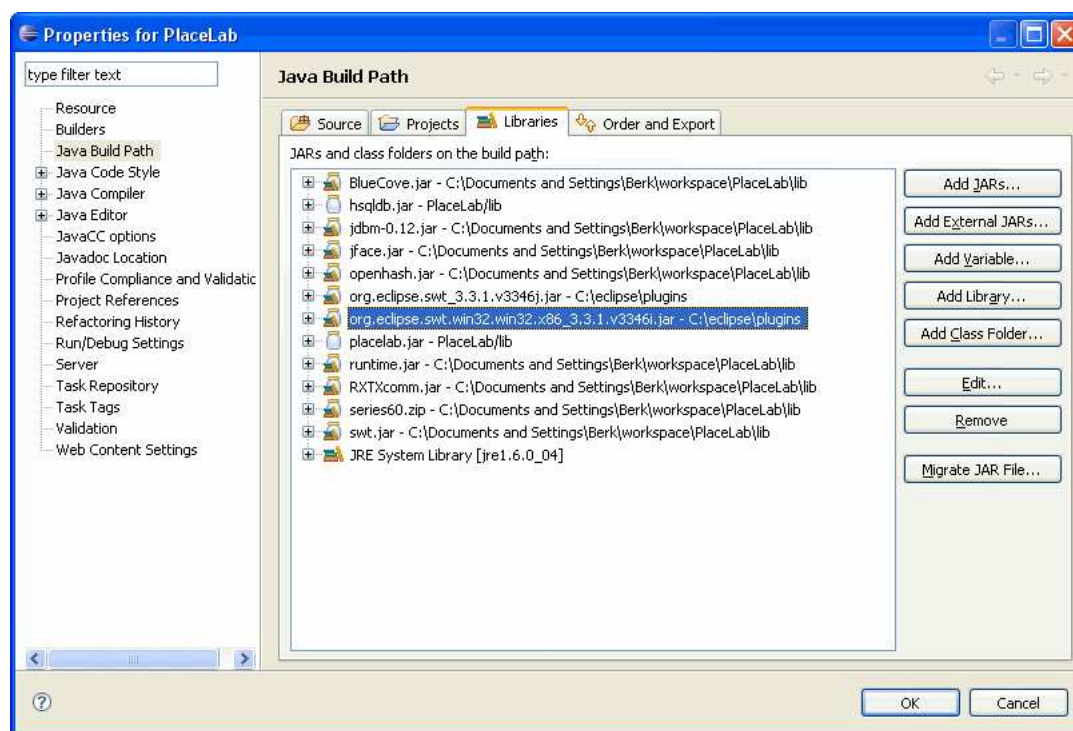 Properties for PlaceLab
type filter text
Resource
Builders
Java Build Path
Java Code Style
Java Compiler
Java Editor
JavaCC options
Javadoc Location
Profile Compliance and Validatic
Project References
Refactoring History
Run/Debug Settings
Server
Task Repository
Task Tags
Validation
Web Content Settings
Java Build Path
Source Projects Libraries Order and Export
JARs and class folders on the build path:
BlueCove.jar - C:\Documents and Settings\Berk\workspace\PlaceLab\lib
hsqldb.jar - PlaceLab/lib
jdbm-0.12.jar - C:\Documents and Settings\Berk\workspace\PlaceLab\lib
jface.jar - C:\Documents and Settings\Berk\workspace\PlaceLab\lib
openhash.jar - C:\Documents and Settings\Berk\workspace\PlaceLab\lib
org.eclipse.swt_3.3.1.v3346j.jar - C:\eclipse\plugins
org.eclipse.swt.win32.win32.x86_3.3.1.v3346i.jar - C:\eclipse\plugins
placelab.jar - PlaceLab/lib
runtime.jar - C:\Documents and Settings\Berk\workspace\PlaceLab\lib
RXTXcomm.jar - C:\Documents and Settings\Berk\workspace\PlaceLab\lib
series60.zip - C:\Documents and Settings\Berk\workspace\PlaceLab\lib
swt.jar - C:\Documents and Settings\Berk\workspace\PlaceLab\lib
JRE System Library [jre1.6.0_04]
Add JARs...
Add External JARs...
Add Variable...
Add Library...
Add Class Folder...
Edit...
Remove
Migrate JAR File...
OK Cancel